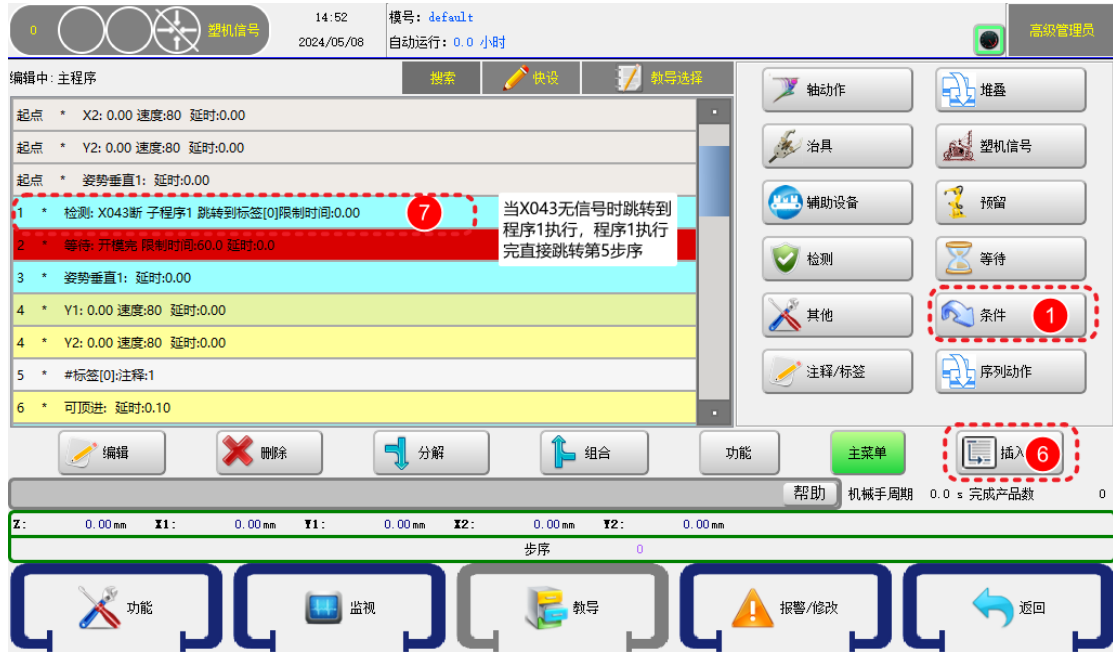 0
塑机信号
14:52
2024/05/08
模号: default
自动运行: 0.0 小时
高级管理员
编辑中: 主程序
搜索
快设
教导选择
起点 * X2: 0.00 速度:80 延时:0.00
起点 * Y2: 0.00 速度:80 延时:0.00
起点 * 姿势垂直1: 延时:0.00
1 * 检测: X043断 子程序1 跳转到标签[0]限制时间:0.00
7
当X043无信号时跳转到
程序1执行，程序1执行
完直接跳转第5步序
2 * 等待: 开模完 限制时间:60.0 延时:0.0
3 * 姿势垂直1: 延时:0.00
4 * Y1: 0.00 速度:80 延时:0.00
4 * Y2: 0.00 速度:80 延时:0.00
5 * #标签[0]:注释:1
6 * 可顶进: 延时:0.10
轴动作
堆叠
治具
塑机信号
辅助设备
预留
检测
等待
其他
条件
1
注释/标签
序列动作
编辑
删除
分解
组合
功能
主菜单
插入
6
帮助
机械手周期 0.0 s 完成产品数 0
Z: 0.00mm X1: 0.00mm Y1: 0.00mm X2: 0.00mm Y2: 0.00mm
步序 0
功能
监视
教导
报警/修改
返回